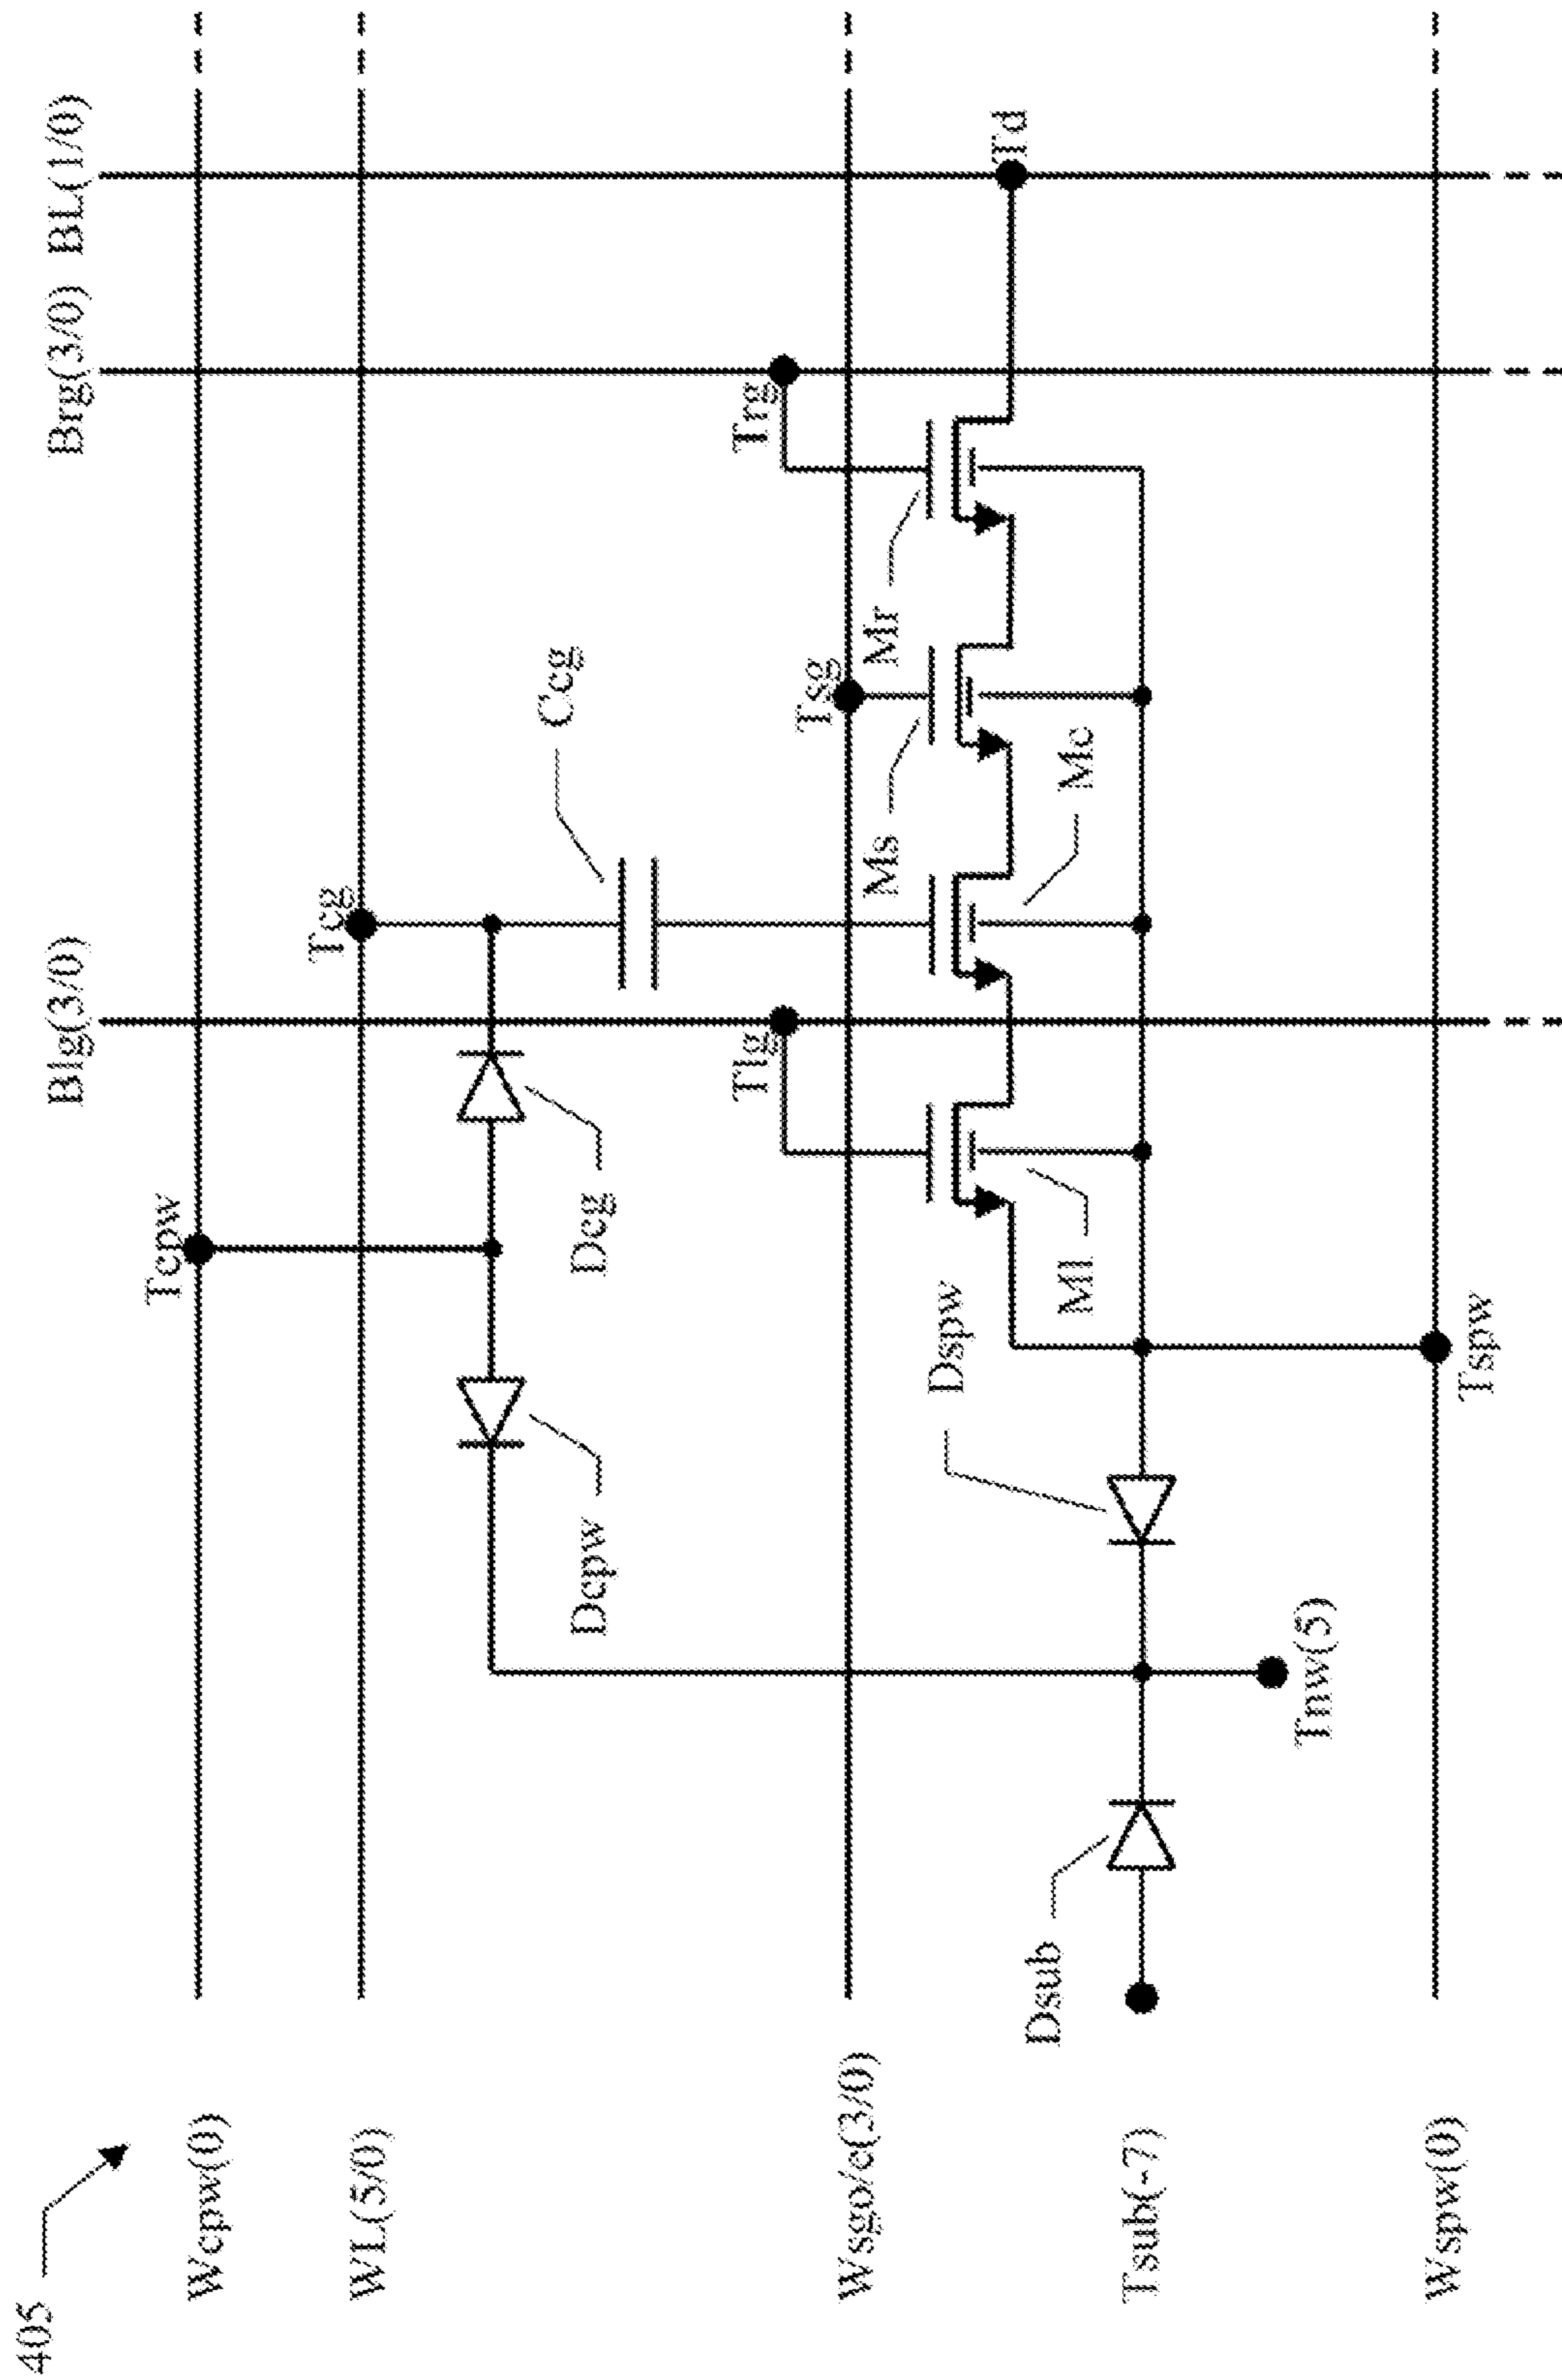 405
Blg(3/0)
Brg(3/0)
BL(1/0)
Wcpw(0)
Tcpw
WL(5/0)
Tcg
Dcpw
Dcg
Ccg
Tlg
Trg
Wsgo/e(3/0)
Tsg
Ms
Mr
Td
Dspw
Ml
Mc
Dsub
Tsub(-7)
Tnw(5)
Wspw(0)
Tspw